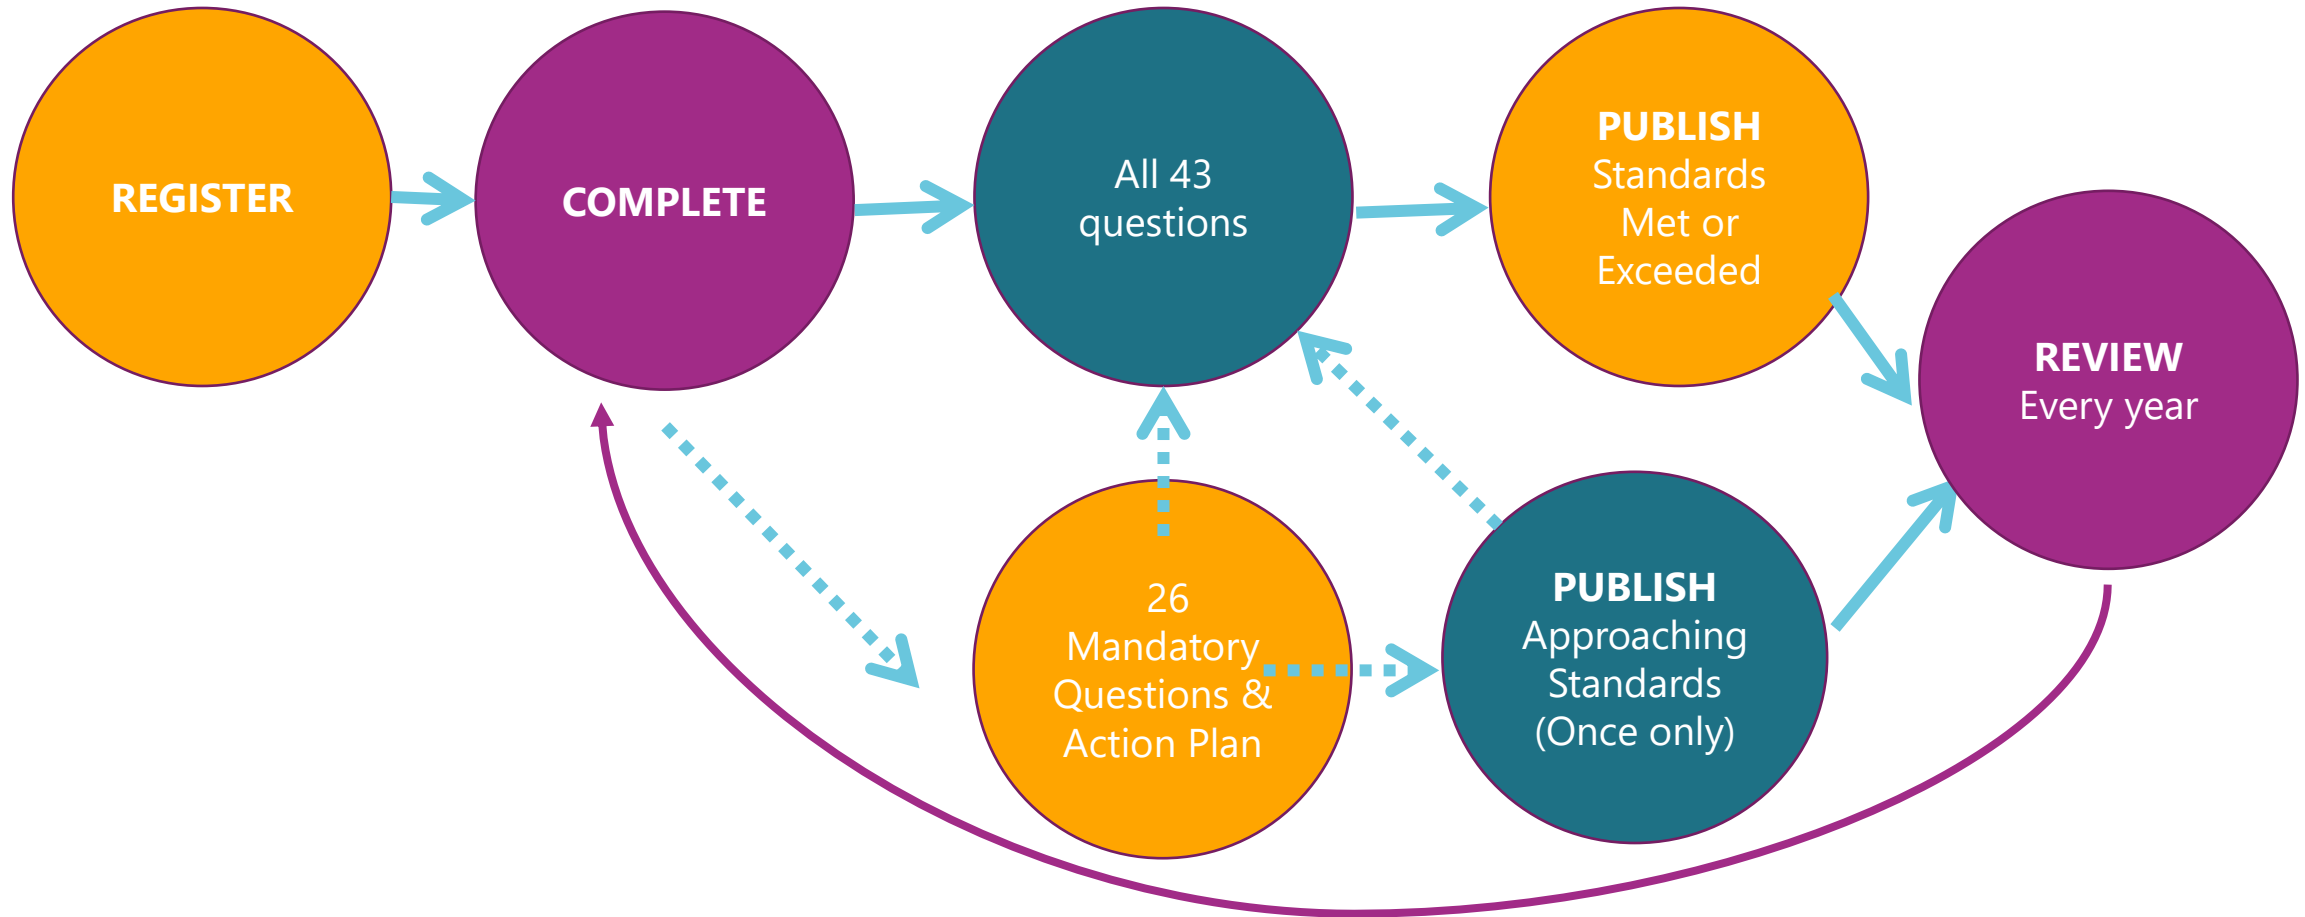 REGISTER
COMPLETE
All 43
questions
PUBLISH
Standards
Met or
Exceeded
REVIEW
Every year
26
Mandatory
Questions &
Action Plan
PUBLISH
Approaching
Standards
(Once only)